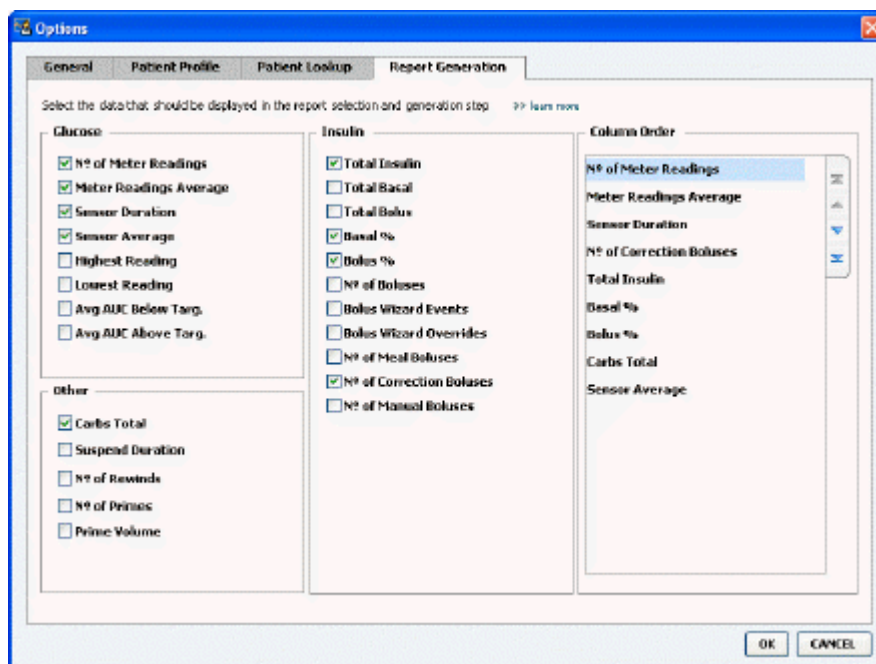 Options
General
Patient Profile
Patient Lookup
Report Generation
Select the data that should be displayed in the report selection and generation step >> learn more
Glucose
Nº of Meter Readings
Meter Readings Average
Sensor Duration
Sensor Average
Highest Reading
Lowest Reading
Avg AUC Below Targ.
Avg AUC Above Targ.
Other
Carbs Total
Suspend Duration
Nº of Rewinds
Nº of Primes
Prime Volume
Insulin
Total Insulin
Total Basal
Total Bolus
Basal %
Bolus %
Nº of Boluses
Bolus Wizard Events
Bolus Wizard Overrides
Nº of Meal Boluses
Nº of Correction Boluses
Nº of Manual Boluses
Column Order
Nº of Meter Readings
Meter Readings Average
Sensor Duration
Nº of Correction Boluses
Total Insulin
Basal %
Bolus %
Carbs Total
Sensor Average
OK
CANCEL